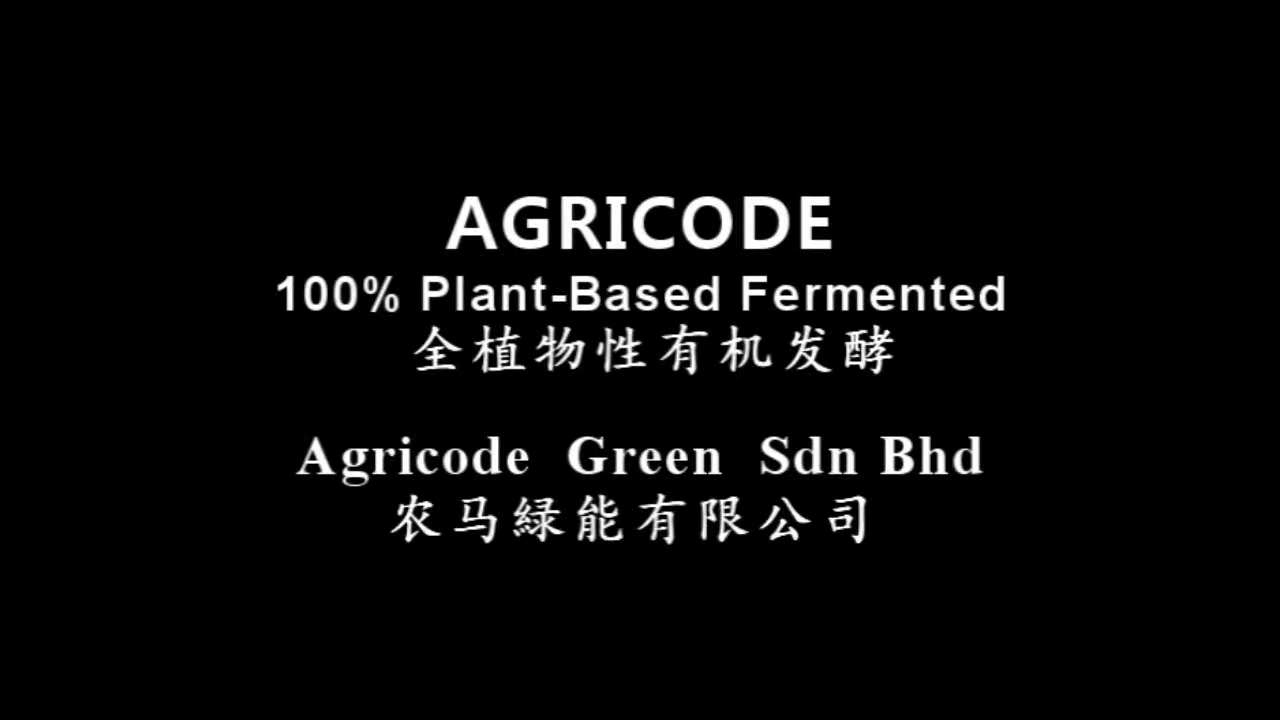 AGRICODE
100% Plant-Based Fermented
全植物性有机发酵
Agricode Green Sdn Bhd
农马緑能有限公司